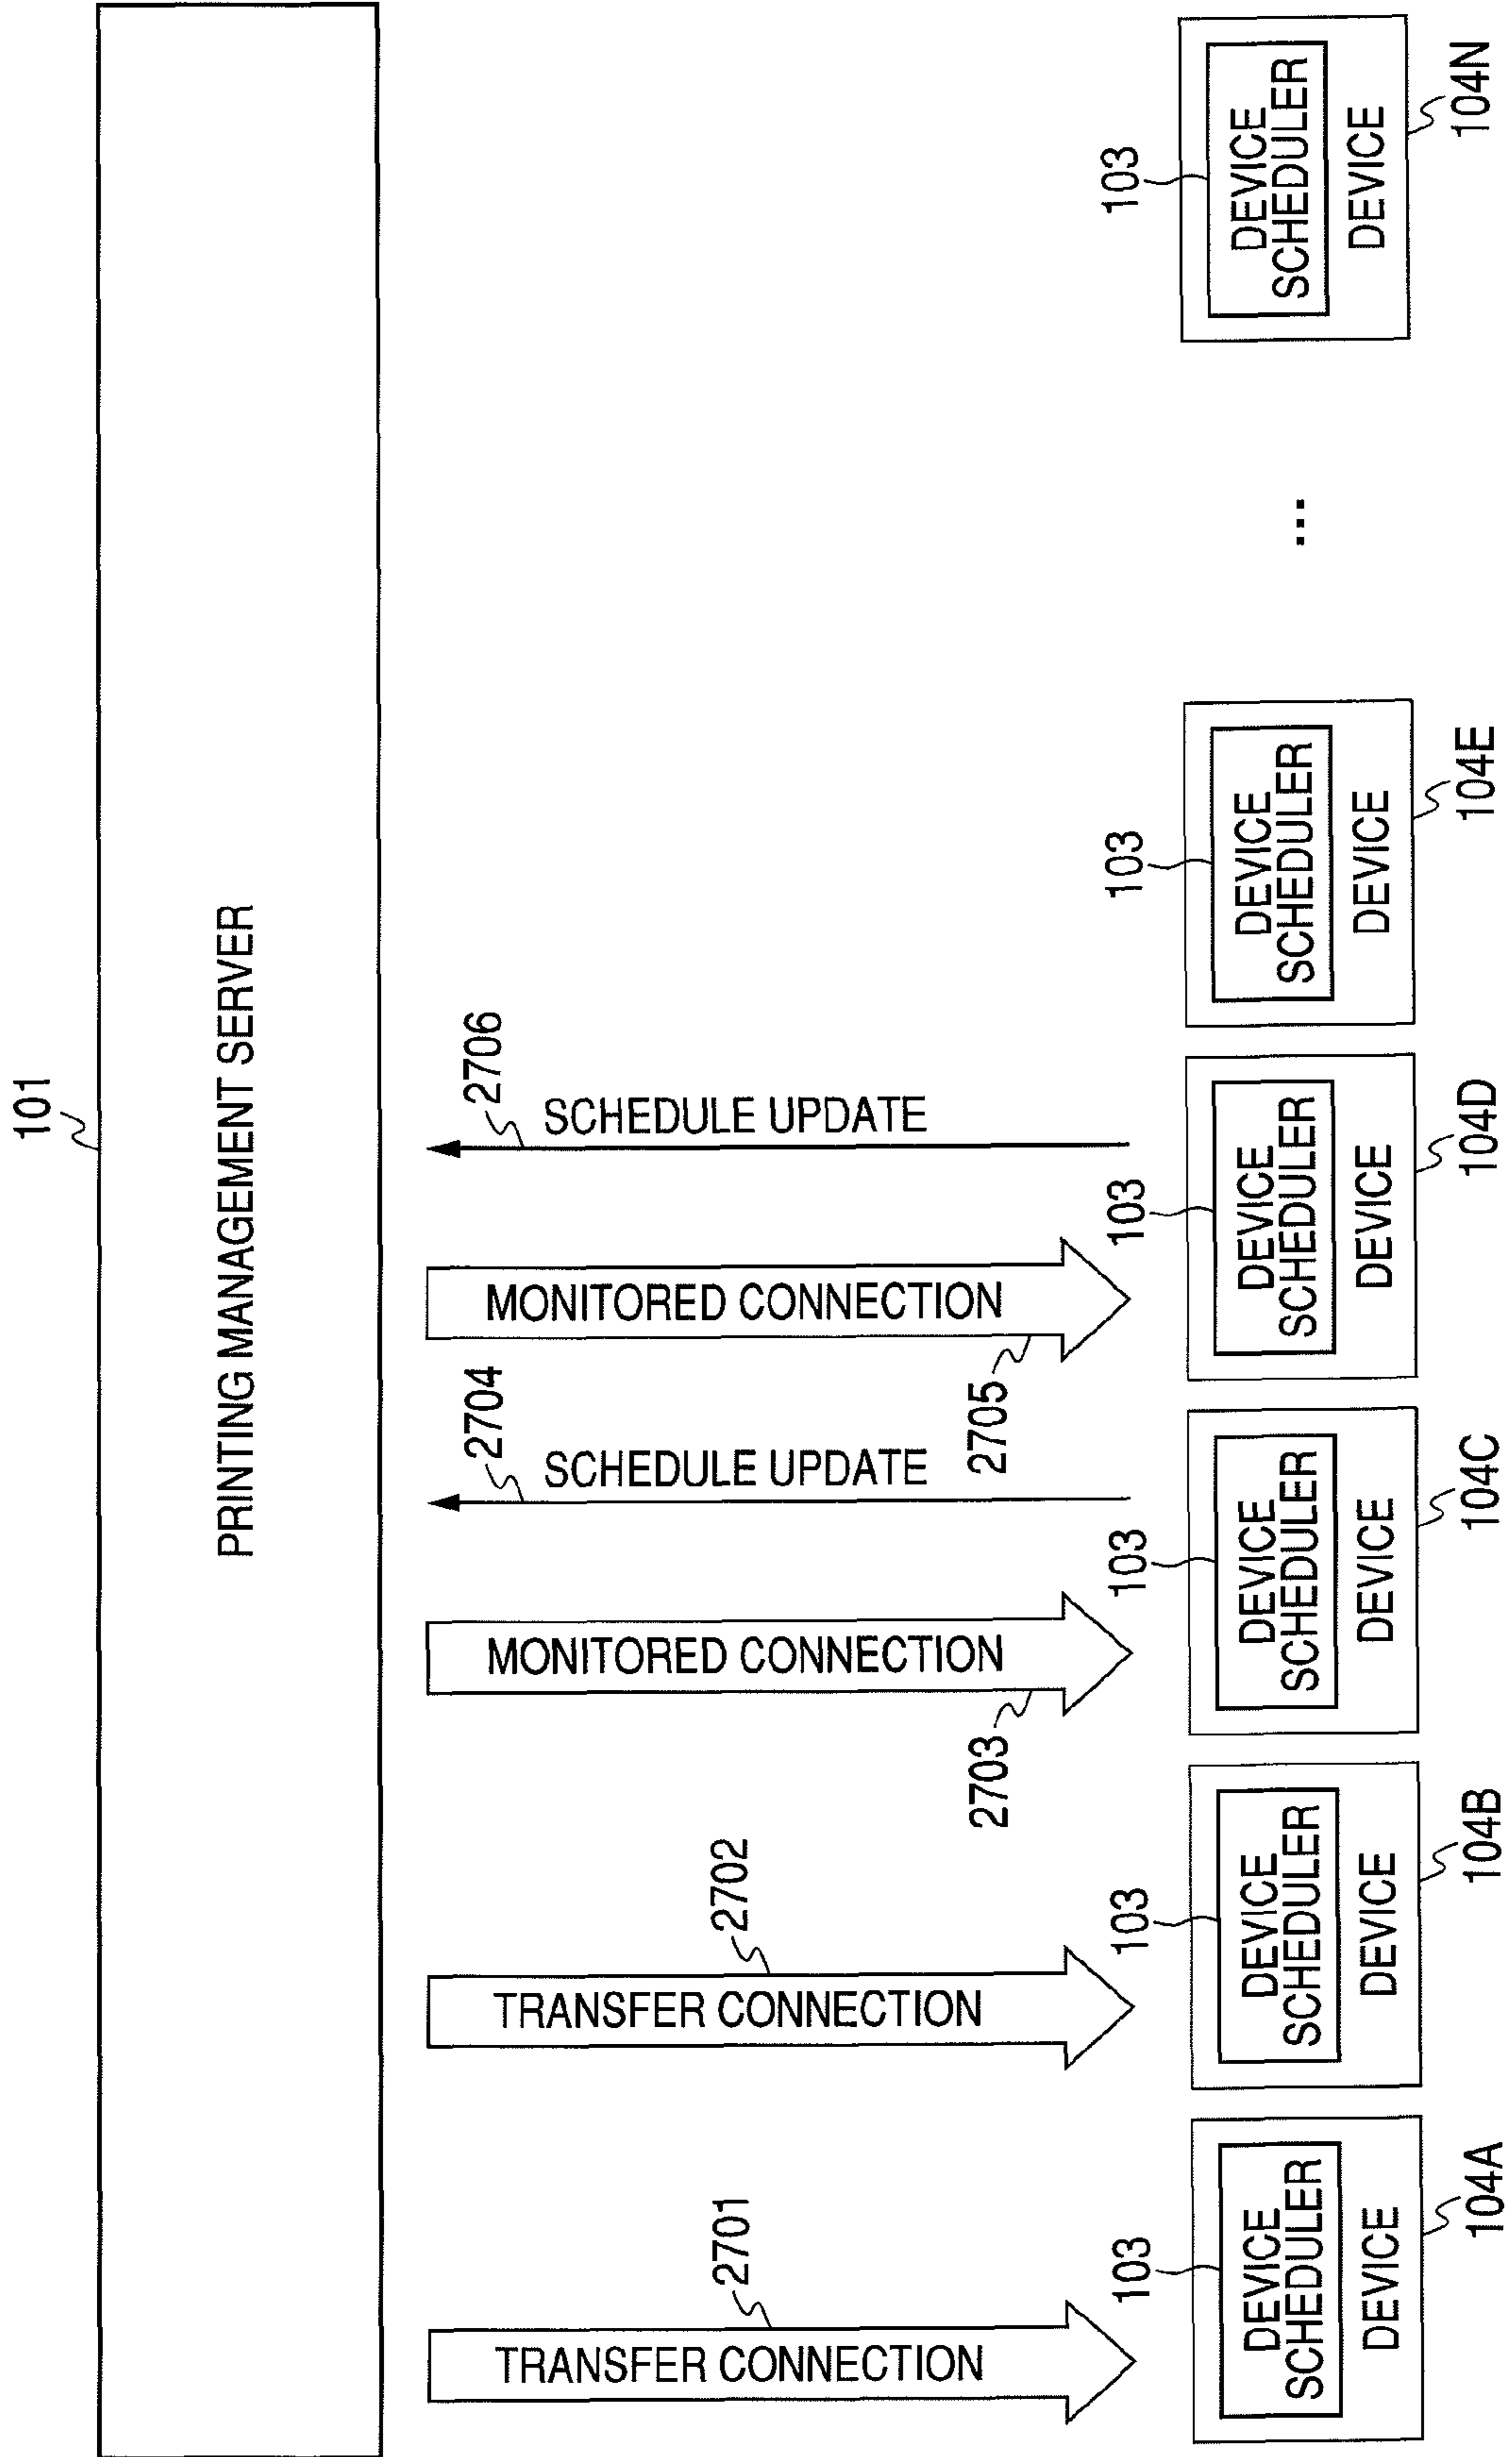 101
PRINTING MANAGEMENT SERVER
2701
TRANSFER CONNECTION
2702
TRANSFER CONNECTION
2703
MONITORED CONNECTION
2704
SCHEDULE UPDATE
2705
MONITORED CONNECTION
2706
SCHEDULE UPDATE
103
DEVICE
SCHEDULER
DEVICE
104A
103
DEVICE
SCHEDULER
DEVICE
104B
103
DEVICE
SCHEDULER
DEVICE
104C
103
DEVICE
SCHEDULER
DEVICE
104D
103
DEVICE
SCHEDULER
DEVICE
104E
...
103
DEVICE
SCHEDULER
DEVICE
104N